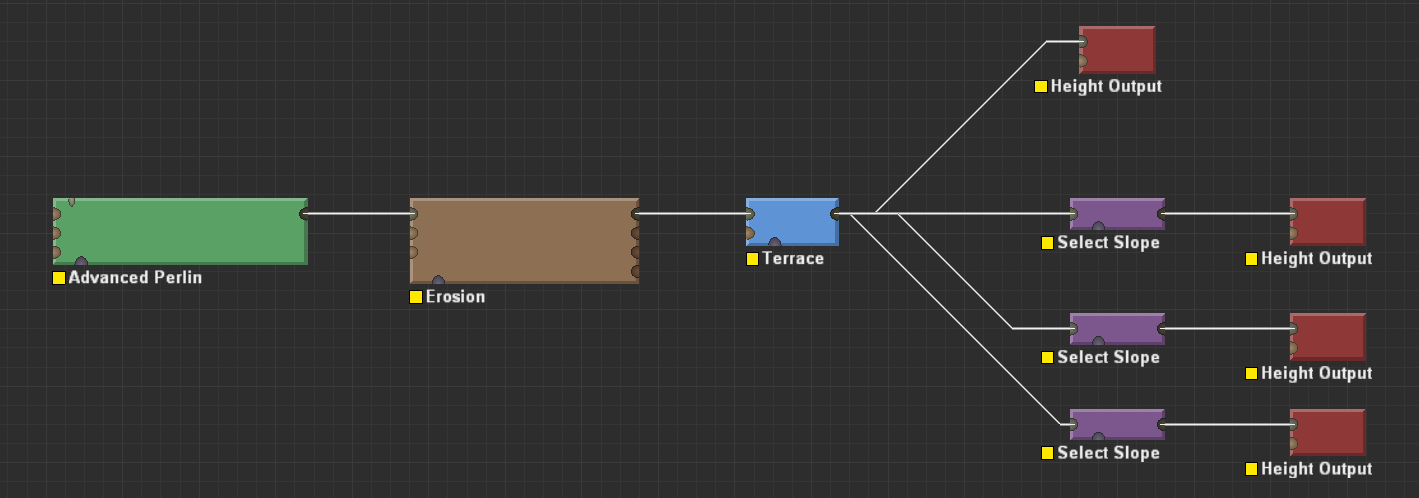 Height Output
Select Slope
Height Output
Terrace
Advanced Perlin
Erosion
Select Slope
Height Output
Select Slope
Height Output